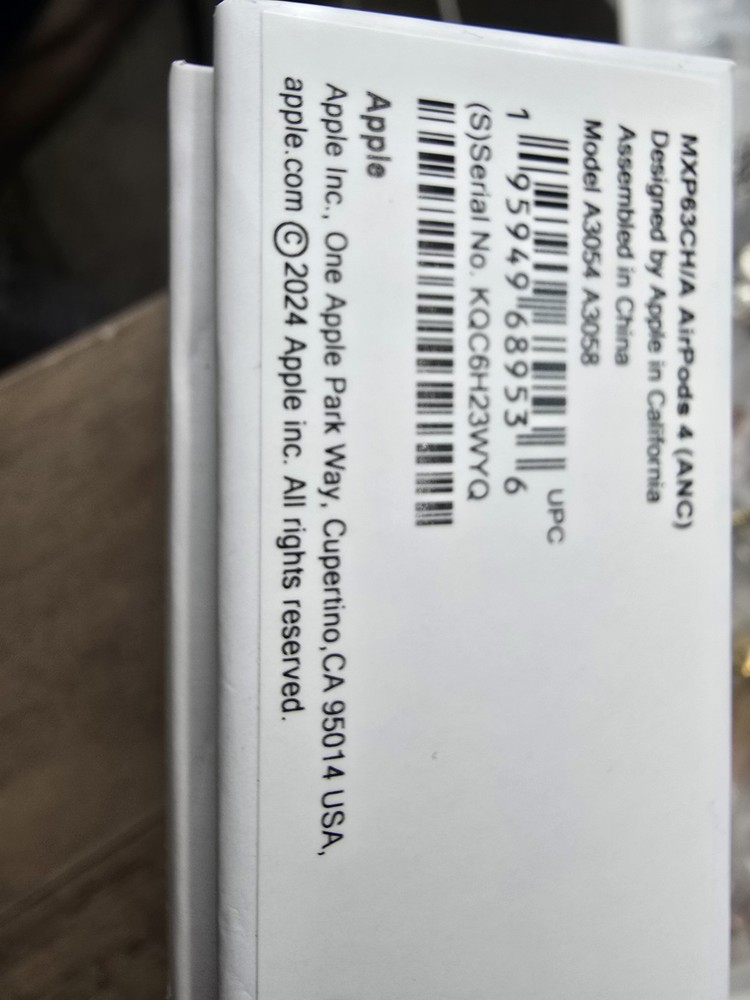 MXP63CH/A AirPods 4 (ANC)
Designed by Apple in California
Assembled in China
Model A3054 A3058
UPC
1 95949 68953 6
(S)Serial No. KQC6H23WYQ
Apple
Apple Inc., One Apple Park Way, Cupertino,CA 95014 USA,
apple.com ©2024 Apple inc. All rights reserved.